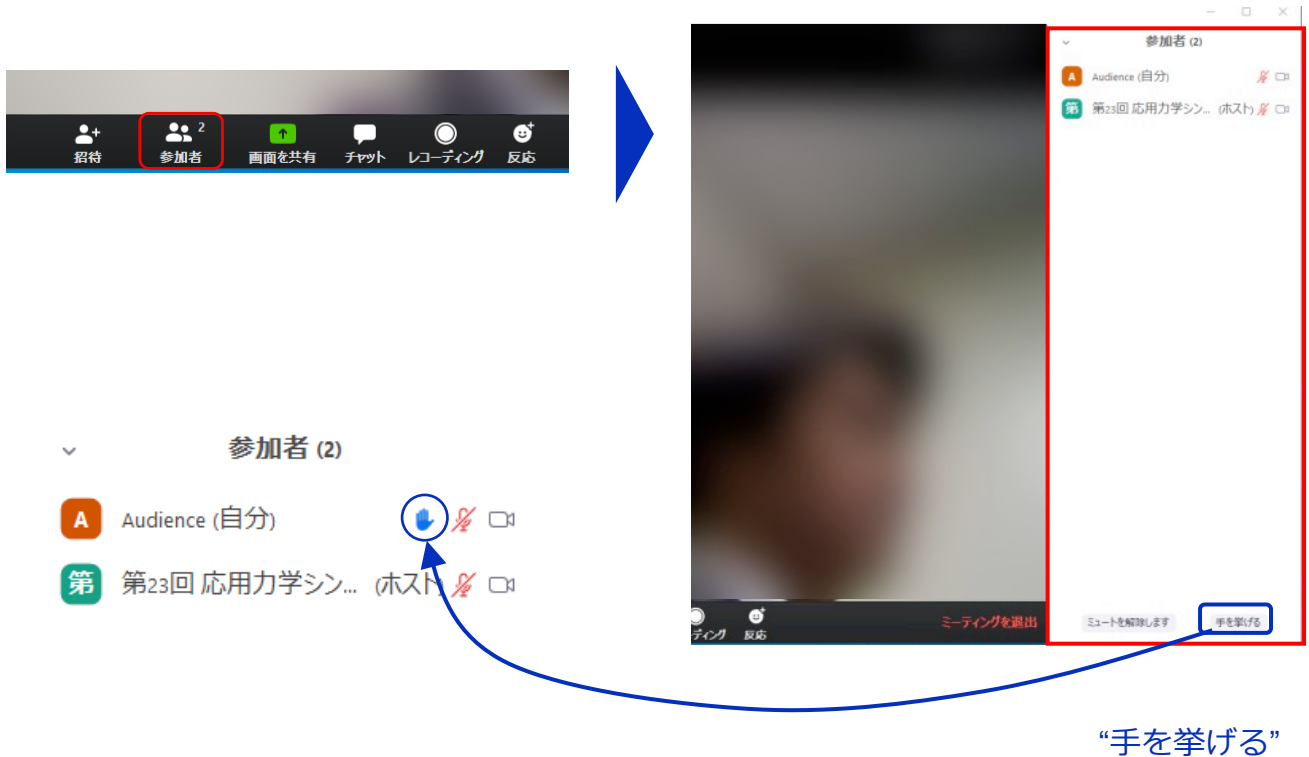 2
招待 参加者 画面を共有 チャット レコーディング 反応
参加者 (2)
A Audience (自分)
第 第23回 応用力学シン... (ホスト)
ディング 反応 ミーティングを退出
ミュートを解除します 手を挙げる
参加者 (2)
A Audience (自分)
第 第23回 応用力学シン... (ホスト)
“手を挙げる”